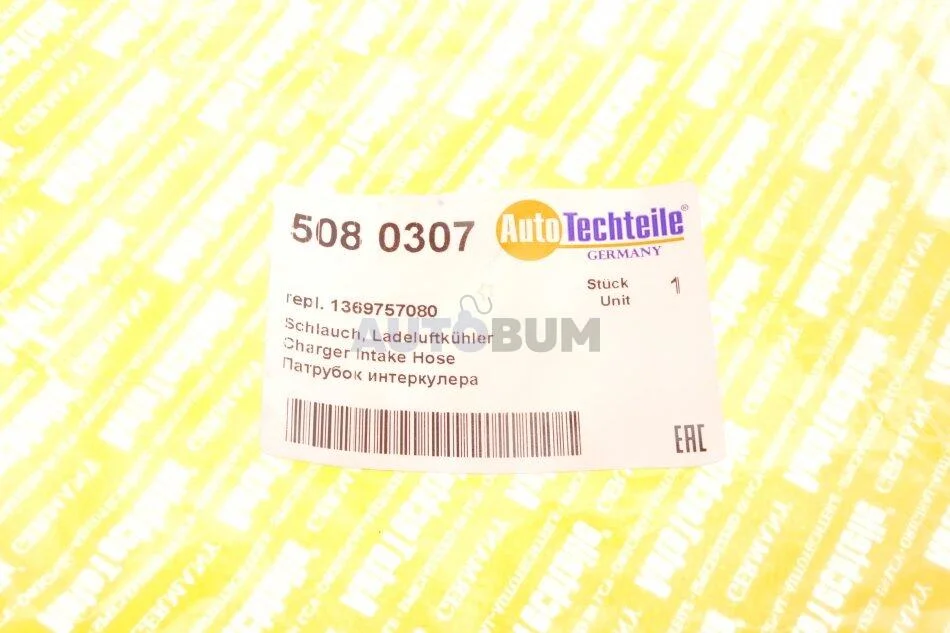 508 0307
AutoTechteile®
GERMANY
Stück 1
Unit
repl. 1369757080
Schlauch, Ladeluftkühler
Charger Intake Hose
Патрубок интеркулера
AUTOBUM
EAC